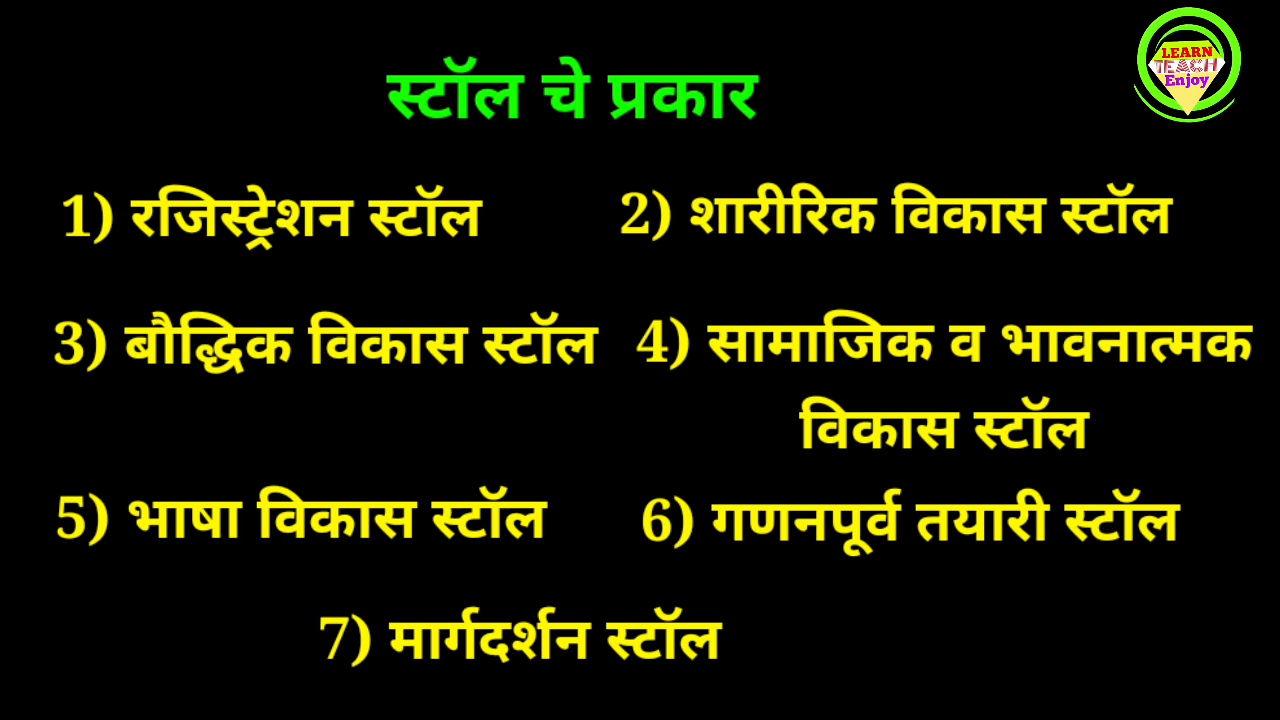 LEARN
TEACH
Enjoy
स्टॉल चे प्रकार
1) रजिस्ट्रेशन स्टॉल
2) शारीरिक विकास स्टॉल
3) बौद्धिक विकास स्टॉल
4) सामाजिक व भावनात्मक
विकास स्टॉल
5) भाषा विकास स्टॉल
6) गणनपूर्व तयारी स्टॉल
7) मार्गदर्शन स्टॉल